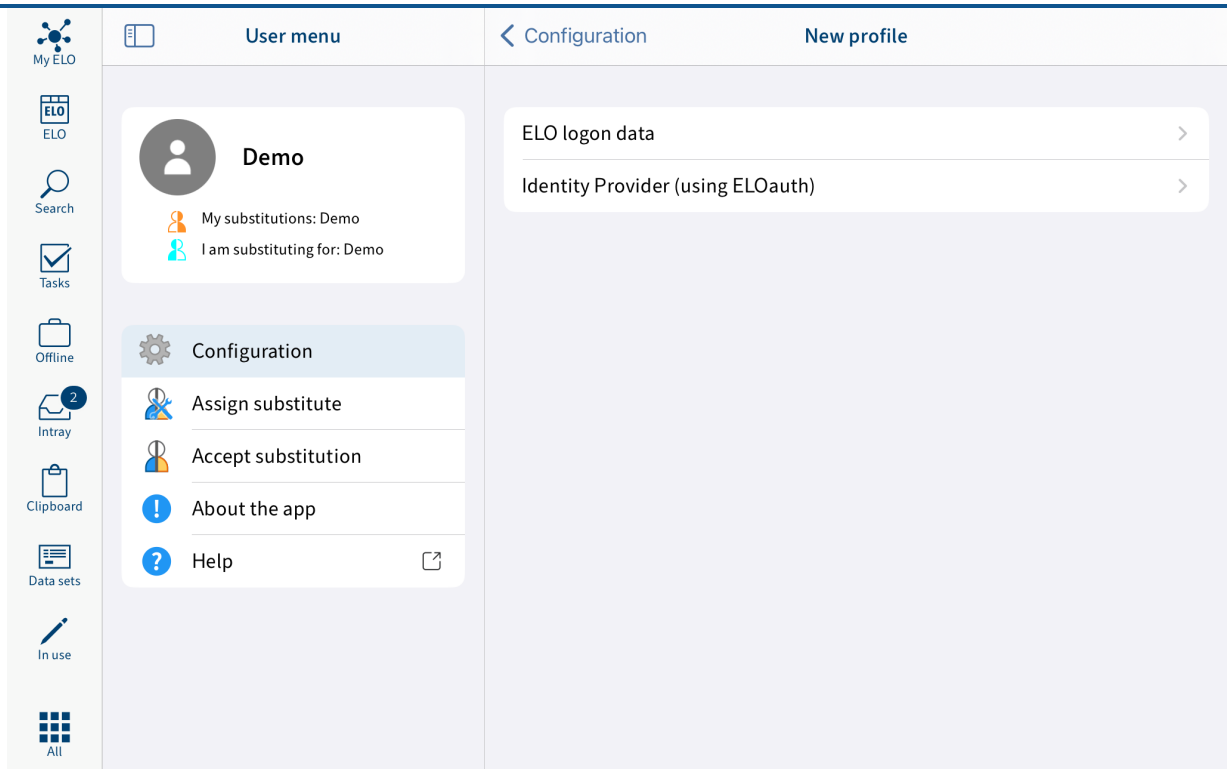 My ELO
ELO
ELO
Search
Tasks
Offline
2
Intray
Clipboard
Data sets
In use
All
User menu
Demo
My substitutions: Demo
I am substituting for: Demo
Configuration
Assign substitute
Accept substitution
About the app
Help
Configuration
New profile
ELO logon data
Identity Provider (using ELOauth)